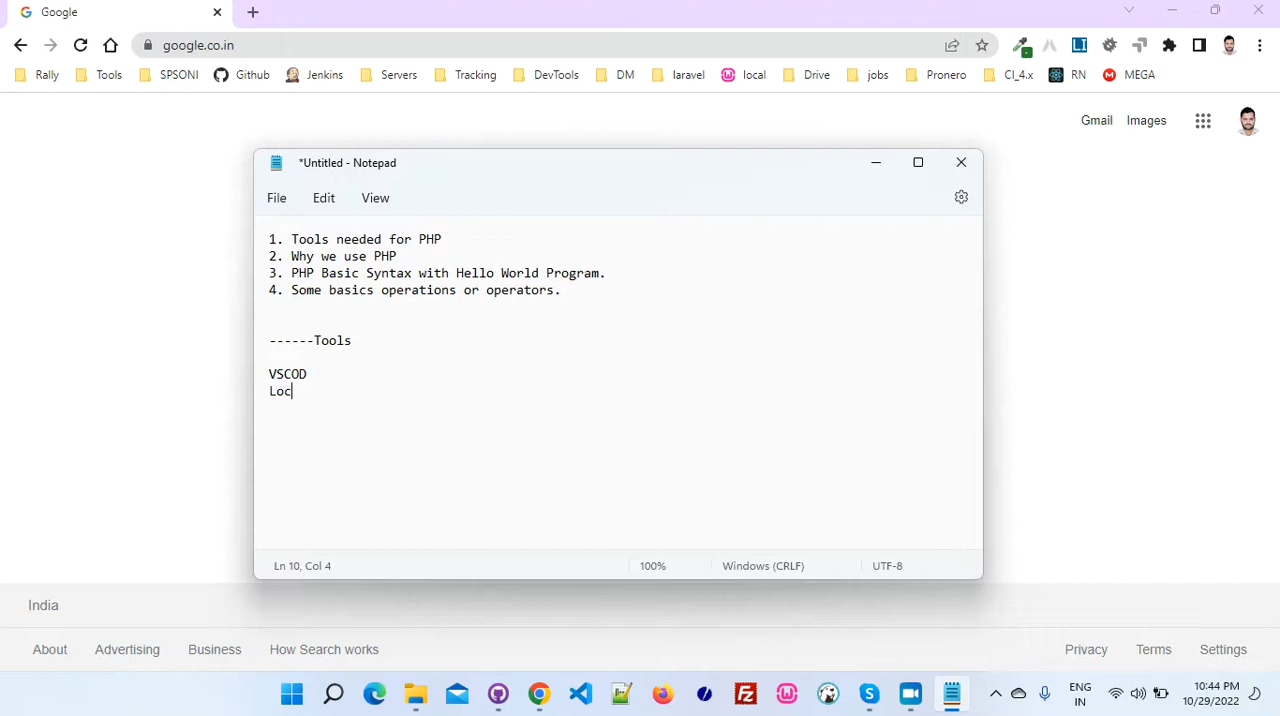 Google
google.co.in
Rally Tools SPSONI Github Jenkins Servers Tracking DevTools DM laravel local Drive jobs Pronero CI_4.x RN MEGA
Gmail Images
*Untitled - Notepad
File Edit View
1. Tools needed for PHP
2. Why we use PHP
3. PHP Basic Syntax with Hello World Program.
4. Some basics operations or operators.
------Tools
VSCOD
Loc
Ln 10, Col 4 100% Windows (CRLF) UTF-8
India
About Advertising Business How Search works Privacy Terms Settings
ENG 10:44 PM
IN 10/29/2022